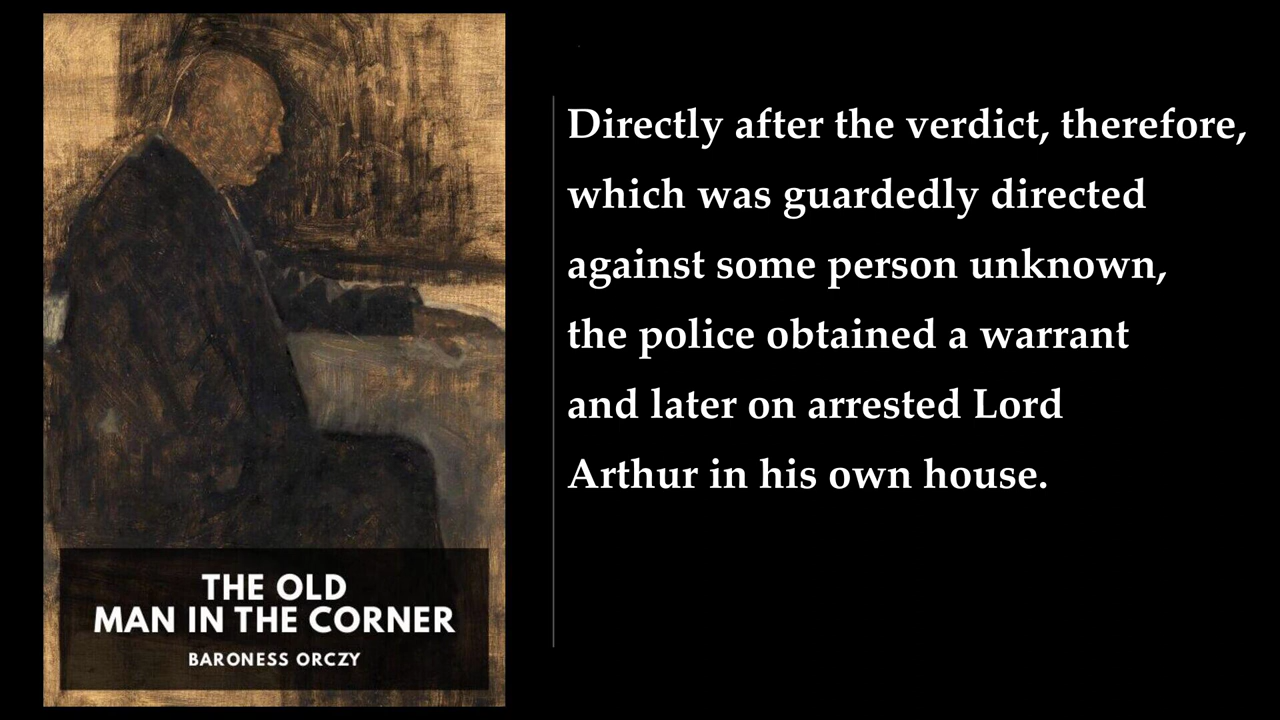 THE OLD
MAN IN THE CORNER
BARONESS ORCZY
Directly after the verdict, therefore,
which was guardedly directed
against some person unknown,
the police obtained a warrant
and later on arrested Lord
Arthur in his own house.